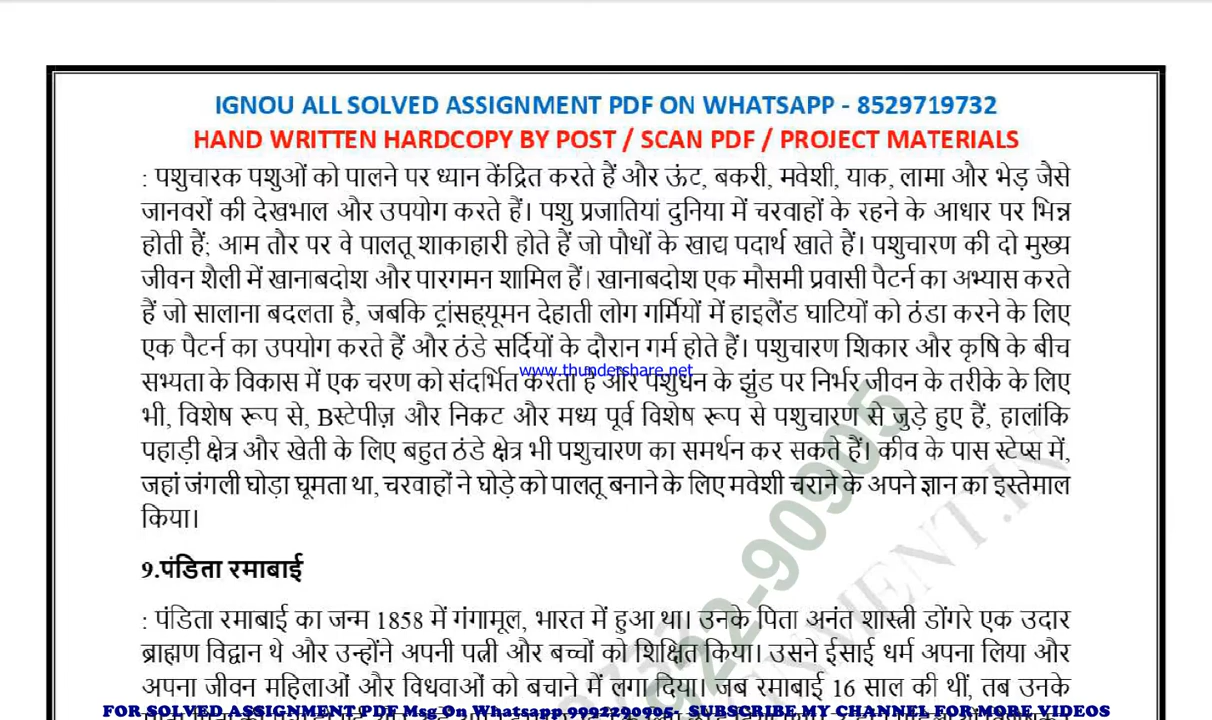 IGNOU ALL SOLVED ASSIGNMENT PDF ON WHATSAPP - 8529719732
HAND WRITTEN HARDCOPY BY POST / SCAN PDF / PROJECT MATERIALS
: पशुचारक पशुओं को पालने पर ध्यान केंद्रित करते हैं और ऊंट, बकरी, मवेशी, याक, लामा और भेड़ जैसे
जानवरों की देखभाल और उपयोग करते हैं। पशु प्रजातियां दुनिया में चरवाहों के रहने के आधार पर भिन्न
होती हैं; आम तौर पर वे पालतू शाकाहारी होते हैं जो पौधों के खाद्य पदार्थ खाते हैं। पशुचारण की दो मुख्य
जीवन शैली में खानाबदोश और पारगमन शामिल हैं। खानाबदोश एक मौसमी प्रवासी पैटर्न का अभ्यास करते
हैं जो सालाना बदलता है, जबकि ट्रांसह्यूमन देहाती लोग गर्मियों में हाइलैंड घाटियों को ठंडा करने के लिए
एक पैटर्न का उपयोग करते हैं और ठंडे सर्दियों के दौरान गर्म होते हैं। पशुचारण शिकार और कृषि के बीच
www.thundershare.net
सभ्यता के विकास में एक चरण को संदर्भित करता है और पशुधन के झुंड पर निर्भर जीवन के तरीके के लिए
भी, विशेष रूप से, Bस्टेपीज़ और निकट और मध्य पूर्व विशेष रूप से पशुचारण से जुड़े हुए हैं, हालांकि
पहाड़ी क्षेत्र और खेती के लिए बहुत ठंडे क्षेत्र भी पशुचारण का समर्थन कर सकते हैं। कीव के पास स्टेप्स में,
जहां जंगली घोड़ा घूमता था, चरवाहों ने घोड़े को पालतू बनाने के लिए मवेशी चराने के अपने ज्ञान का इस्तेमाल
किया।
9.पंडिता रमाबाई
: पंडिता रमाबाई का जन्म 1858 में गंगामूल, भारत में हुआ था। उनके पिता अनंत शास्त्री डोंगरे एक उदार
ब्राह्मण विद्वान थे और उन्होंने अपनी पत्नी और बच्चों को शिक्षित किया। उसने ईसाई धर्म अपना लिया और
अपना जीवन महिलाओं और विधवाओं को बचाने में लगा दिया। जब रमाबाई 16 साल की थीं, तब उनके
FOR SOLVED ASSIGNMENT PDF Msg On Whatsapp 9992290905- SUBSCRIBE MY CHANNEL FOR MORE VIDEOS